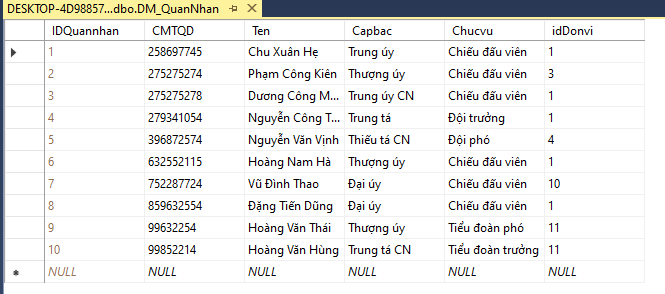 DESKTOP-4D98857...dbo.DM_QuanNhan
IDQuannhan CMTQD Ten Capbac Chucvu idDonvi
1 258697745 Chu Xuân Hẹ Trung úy Chiếu đấu viên 1
2 275275274 Phạm Công Kiên Thượng úy Chiếu đấu viên 3
3 275275278 Dương Công M... Trung úy CN Chiếu đấu viên 1
4 279341054 Nguyễn Công T... Trung tá Đội trưởng 1
5 396872574 Nguyễn Văn Vịnh Thiếu tá CN Đội phó 4
6 632552115 Hoàng Nam Hà Thượng úy Chiếu đấu viên 1
7 752287724 Vũ Đình Thao Đại úy Chiếu đấu viên 10
8 859632554 Đặng Tiến Dũng Đại úy Chiếu đấu viên 1
9 99632254 Hoàng Văn Thái Thượng úy Tiểu đoàn phó 11
10 99852214 Hoàng Văn Hùng Trung tá CN Tiểu đoàn trưởng 11
NULL NULL NULL NULL NULL NULL